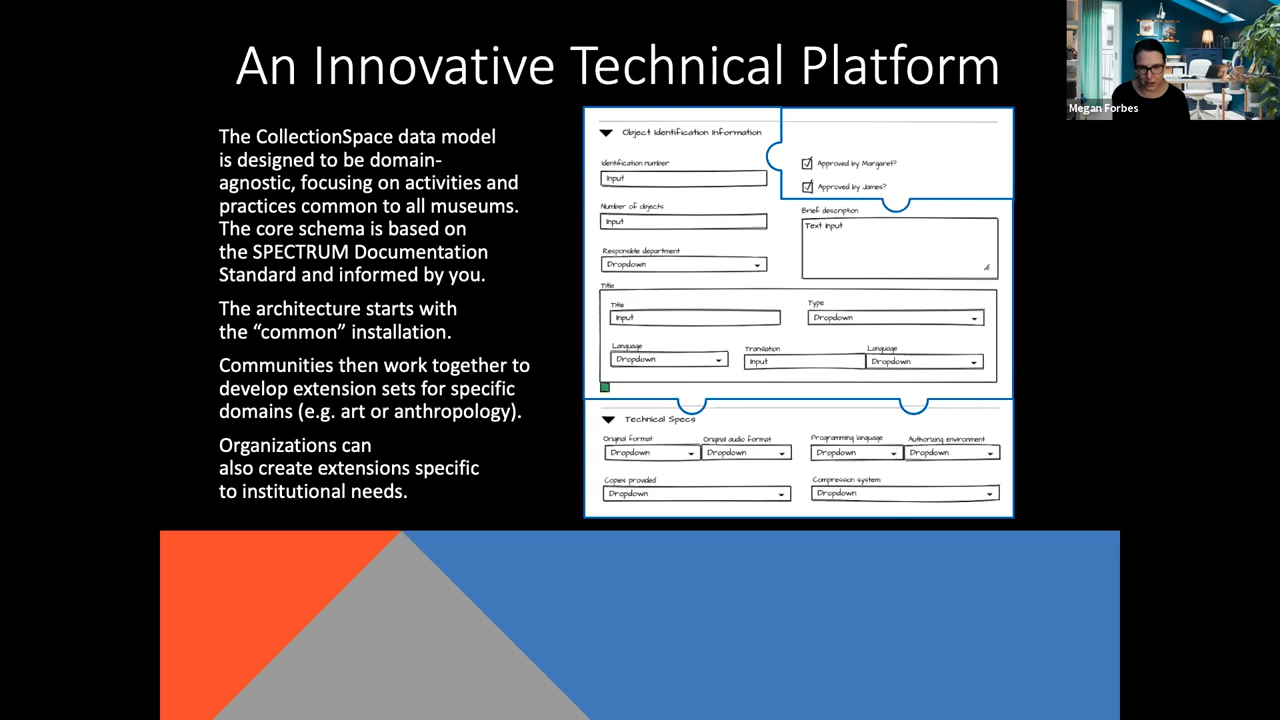 An Innovative Technical Platform
Megan Forbes
The CollectionSpace data model
is designed to be domain-
agnostic, focusing on activities and
practices common to all museums.
The core schema is based on
the SPECTRUM Documentation
Standard and informed by you.
The architecture starts with
the “common” installation.
Communities then work together to
develop extension sets for specific
domains (e.g. art or anthropology).
Organizations can
also create extensions specific
to institutional needs.
Object Identification Information
Identification number
Input
Approved by Margaret?
Approved by James?
Number of objects
Input
Brief description
Text Input
Responsible department
Dropdown
Title
Title
Input
Type
Dropdown
Language
Dropdown
Translation
Input
Language
Dropdown
Technical Specs
Original format
Dropdown
Original audio format
Dropdown
Programming language
Dropdown
Authorizing environment
Dropdown
Copies provided
Dropdown
Compression system
Dropdown